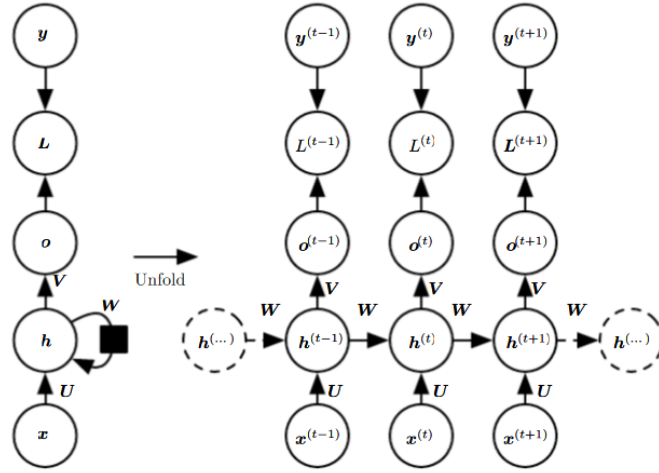 y y^(t−1) y^(t) y^(t+1)
L L^(t−1) L^(t) L^(t+1)
o o^(t−1) o^(t) o^(t+1)
Unfold
V V V V
W W W W W
h h^(...) h^(t−1) h^(t) h^(t+1) h^(...)
U U U U
x x^(t−1) x^(t) x^(t+1)